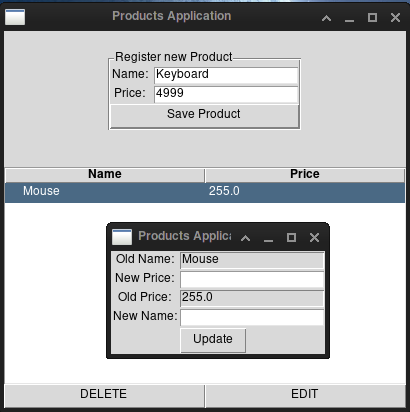 Products Application
Register new Product
Name: Keyboard
Price: 4999
Save Product
Name Price
Mouse 255.0
Products Applica
Old Name: Mouse
New Price:
Old Price: 255.0
New Name:
Update
DELETE EDIT